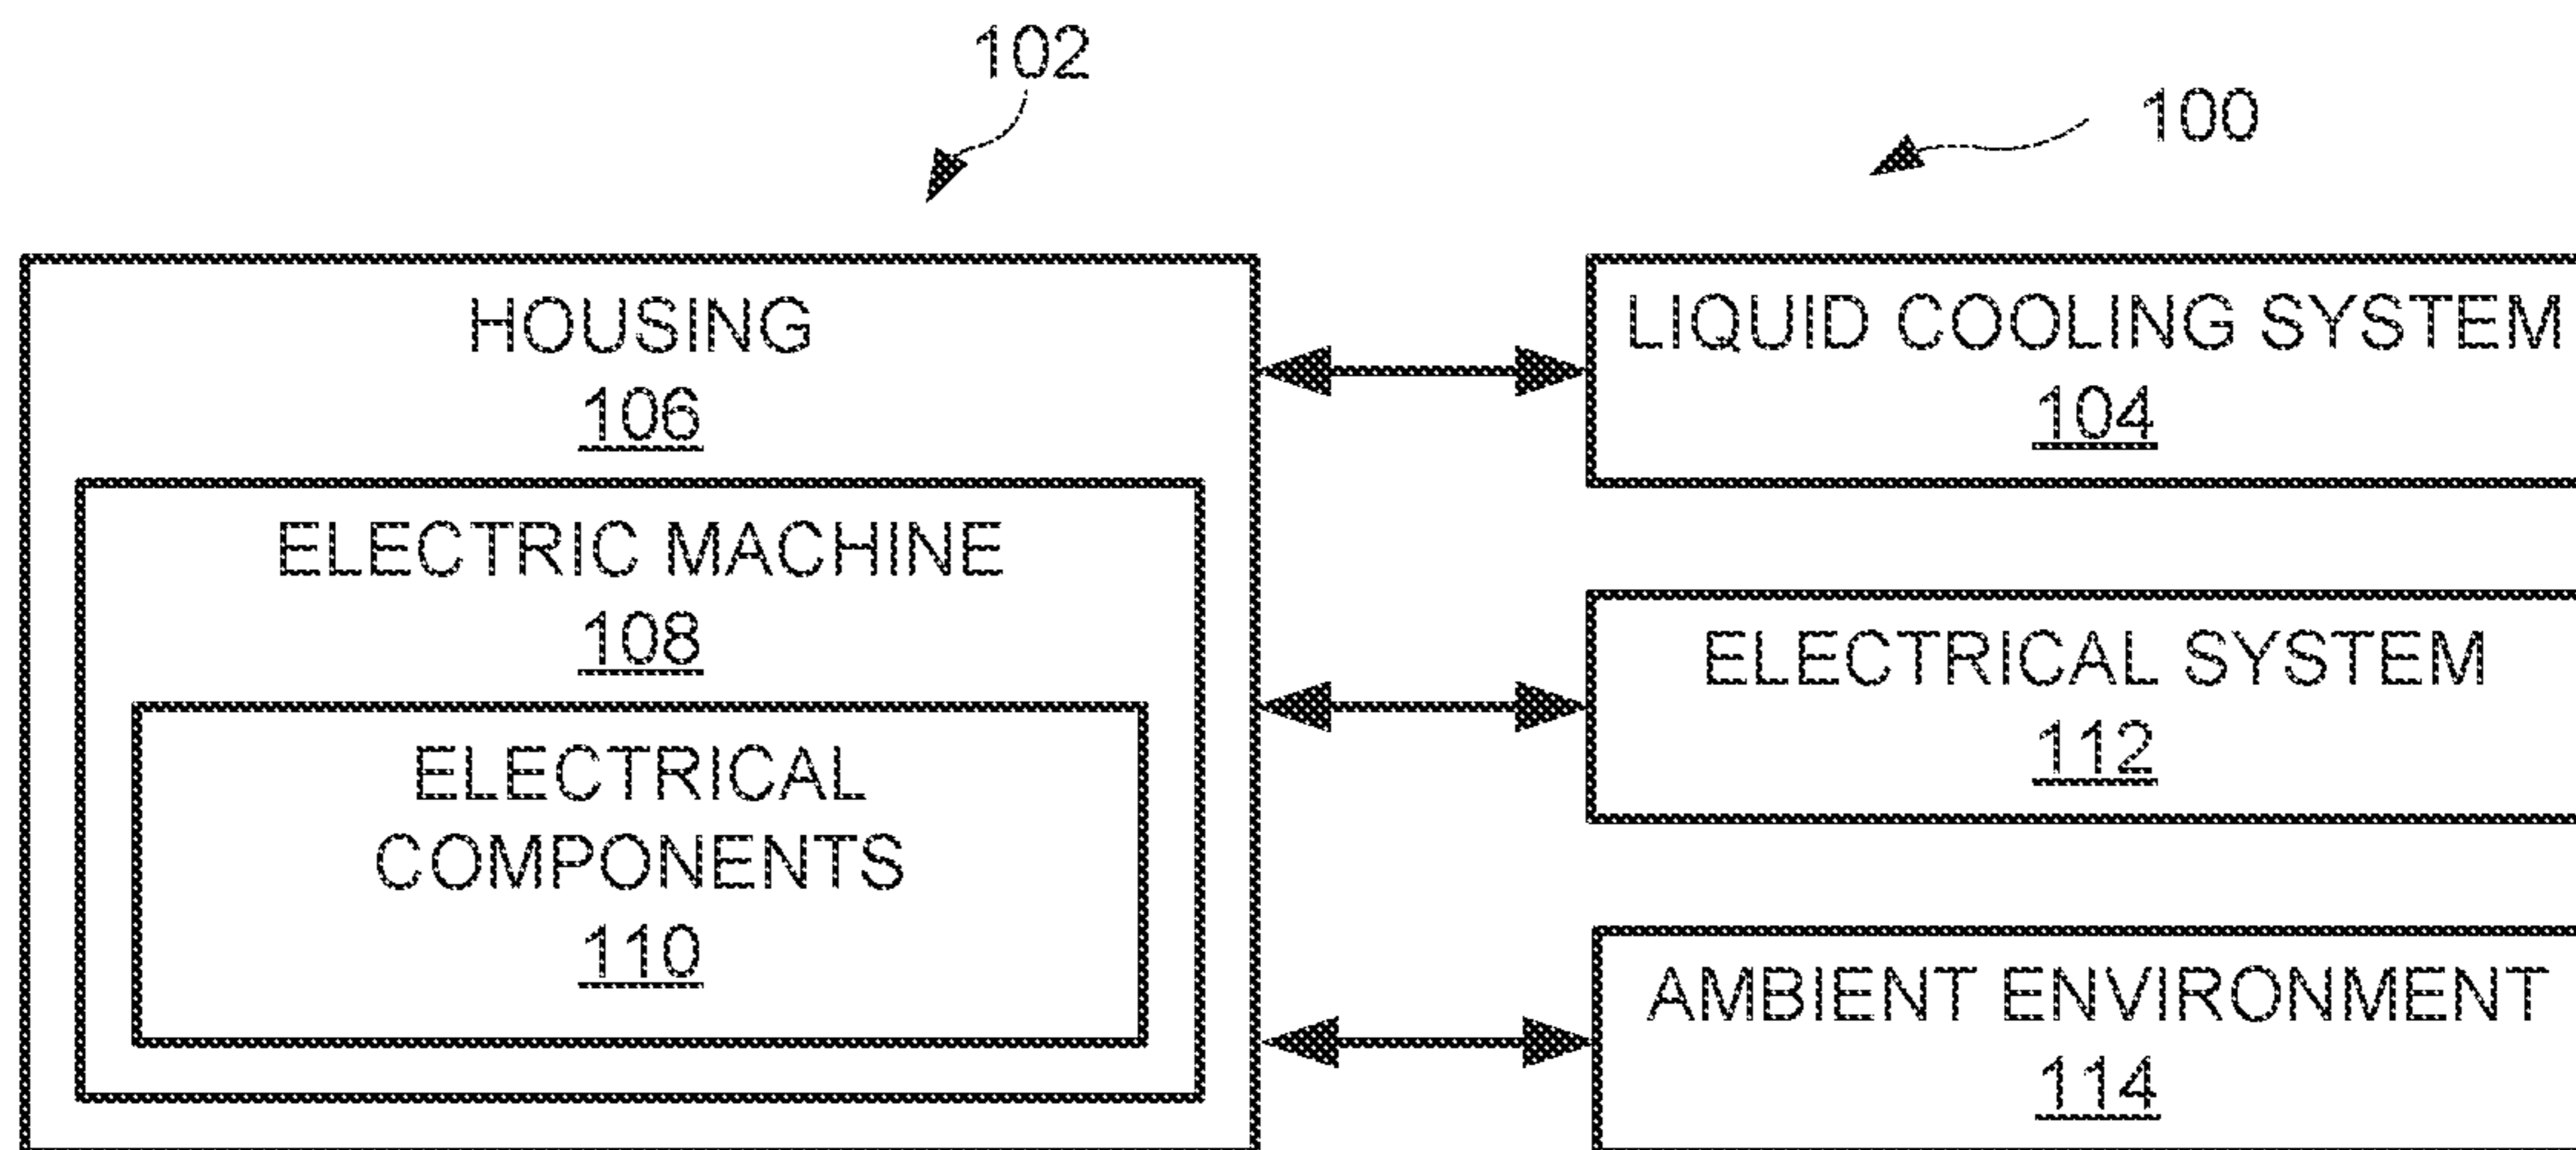 102
100
HOUSING
106
ELECTRIC MACHINE
108
ELECTRICAL
COMPONENTS
110
LIQUID COOLING SYSTEM
104
ELECTRICAL SYSTEM
112
AMBIENT ENVIRONMENT
114